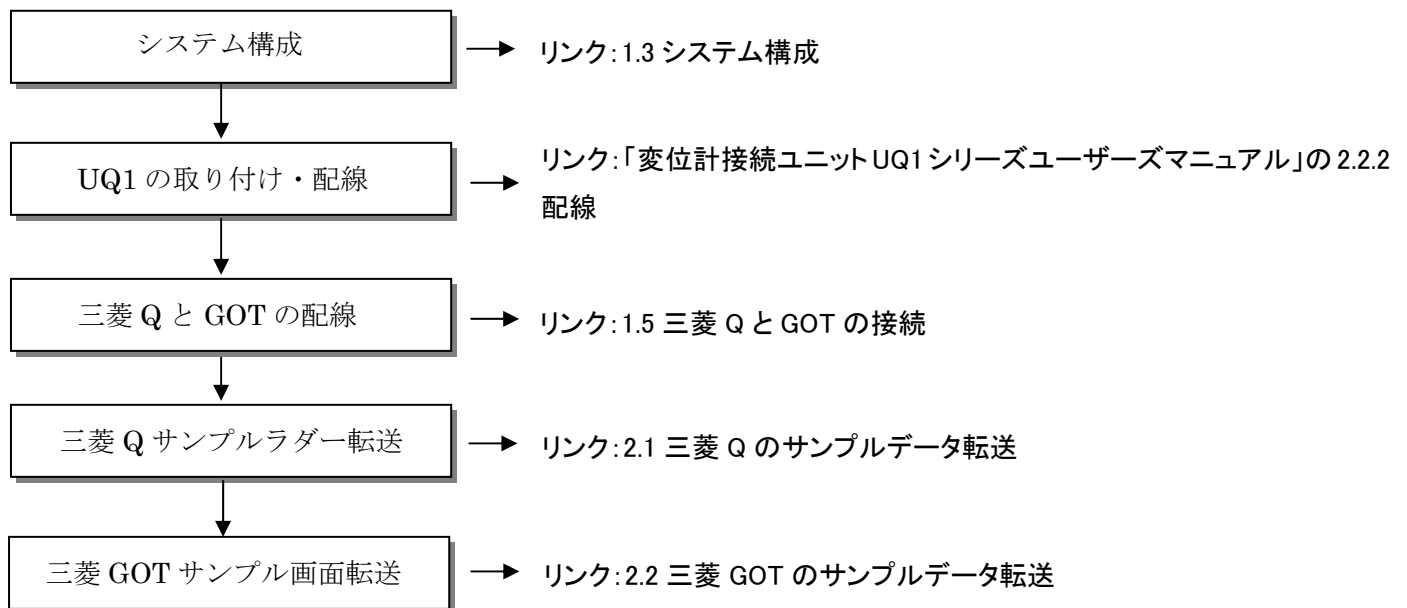 システム構成
リンク：1.3 システム構成
UQ1 の取り付け・配線
リンク：「変位計接続ユニット UQ1 シリーズユーザーズマニュアル」の 2.2.2
配線
三菱 Q と GOT の配線
リンク：1.5 三菱 Q と GOT の接続
三菱 Q サンプルラダー転送
リンク：2.1 三菱 Q のサンプルデータ転送
三菱 GOT サンプル画面転送
リンク：2.2 三菱 GOT のサンプルデータ転送